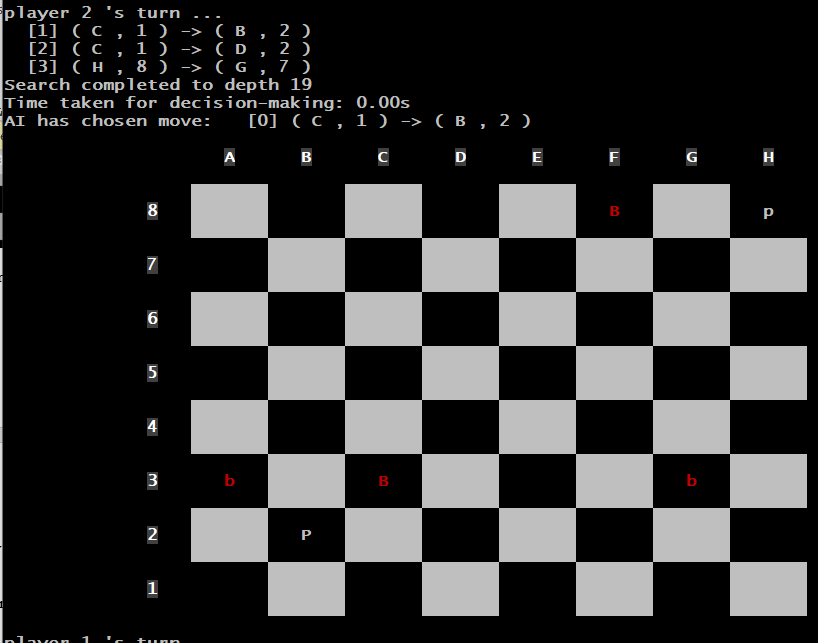 player 2 's turn ...
[1] ( C , 1 ) -> ( B , 2 )
[2] ( C , 1 ) -> ( D , 2 )
[3] ( H , 8 ) -> ( G , 7 )
Search completed to depth 19
Time taken for decision-making: 0.00s
AI has chosen move:   [0] ( C , 1 ) -> ( B , 2 )
A B C D E F G H
8 B p
7
6
5
4
3 b B b
2 P
1
player 1 's turn